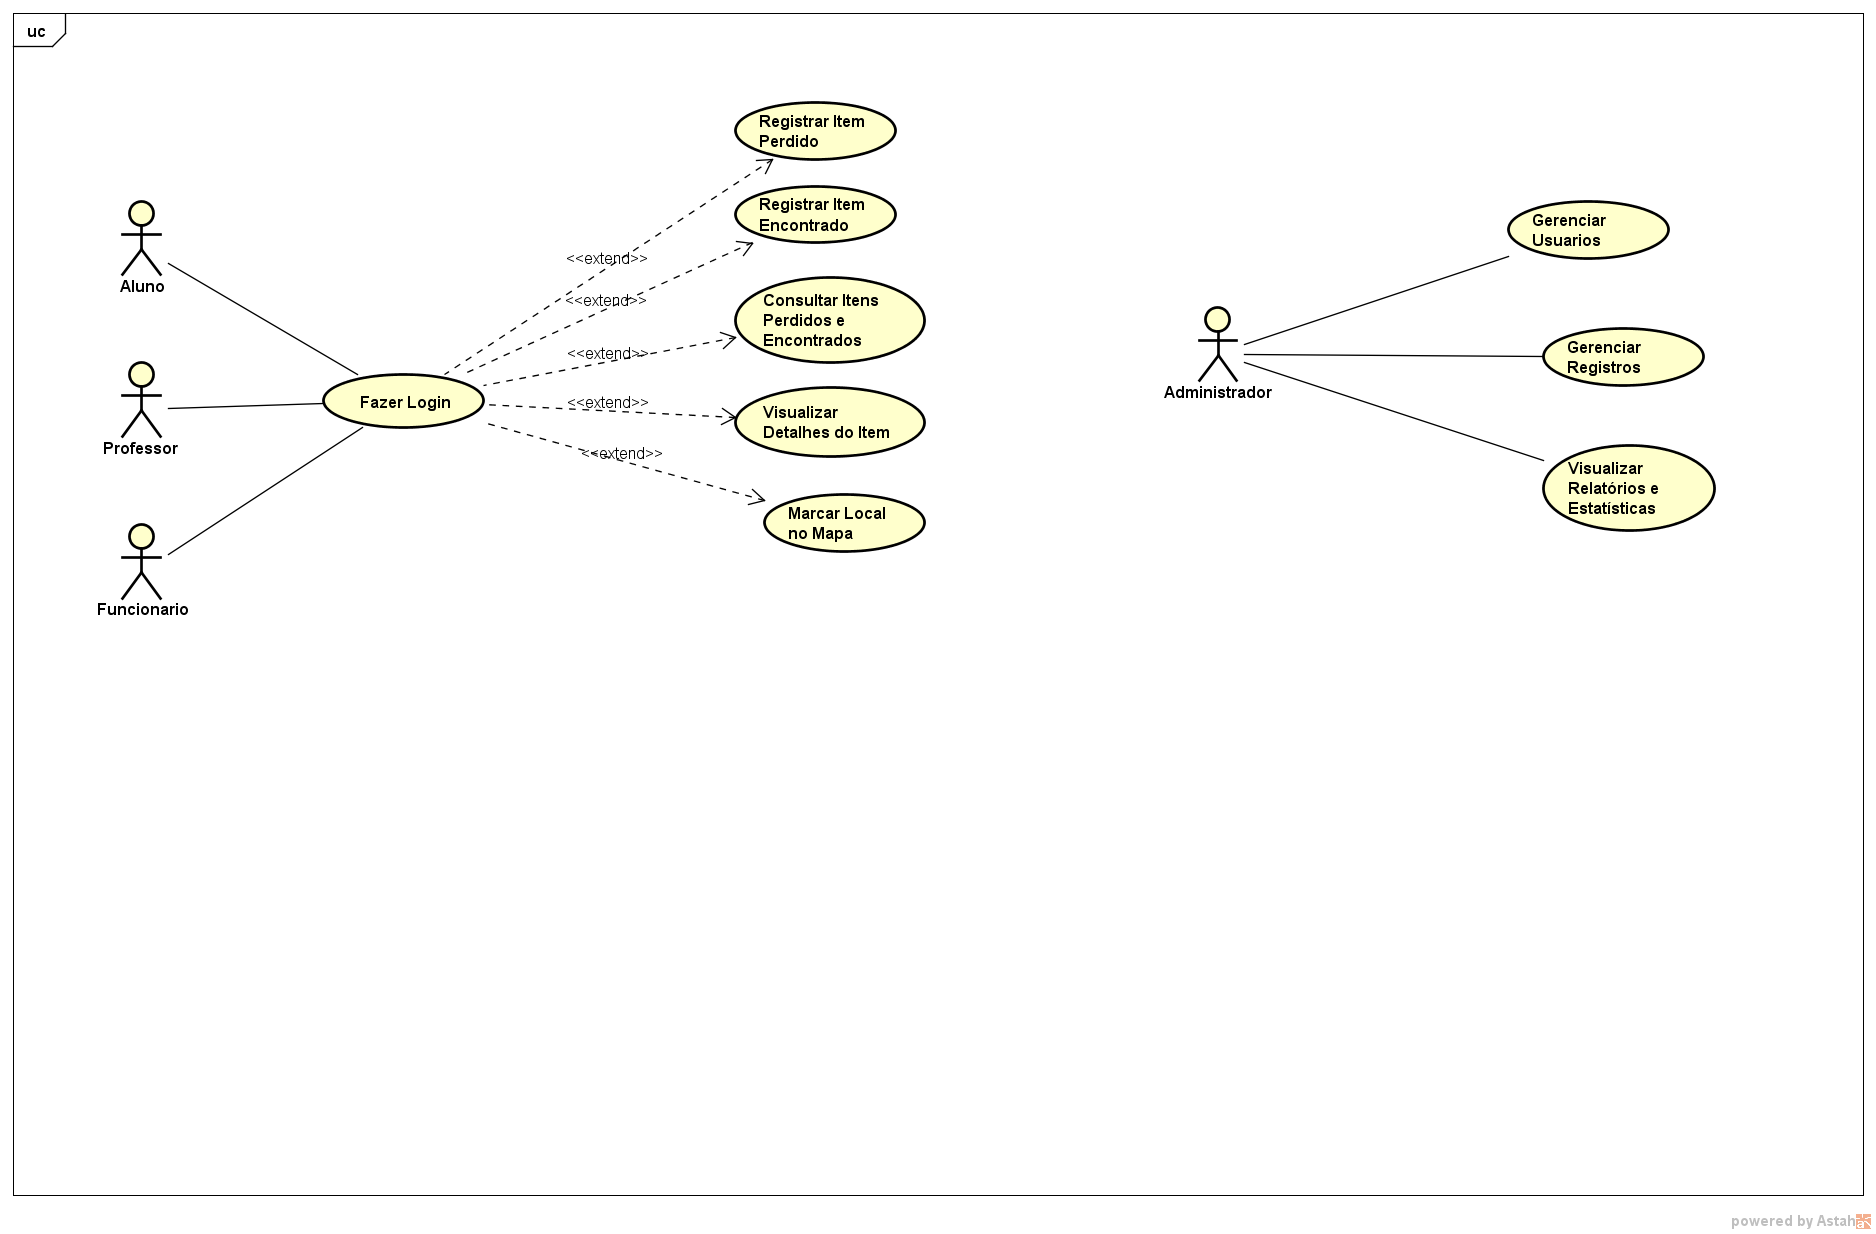 uc
Registrar Item
Perdido
Registrar Item
Encontrado
<<extend>>
<<extend>>
Consultar Itens
Perdidos e
Encontrados
<<extend>>
Visualizar
Detalhes do Item
<<extend>>
Marcar Local
no Mapa
<<extend>>
Aluno
Professor
Funcionario
Fazer Login
Gerenciar
Usuarios
Administrador
Gerenciar
Registros
Visualizar
Relatórios e
Estatísticas
powered by Astah